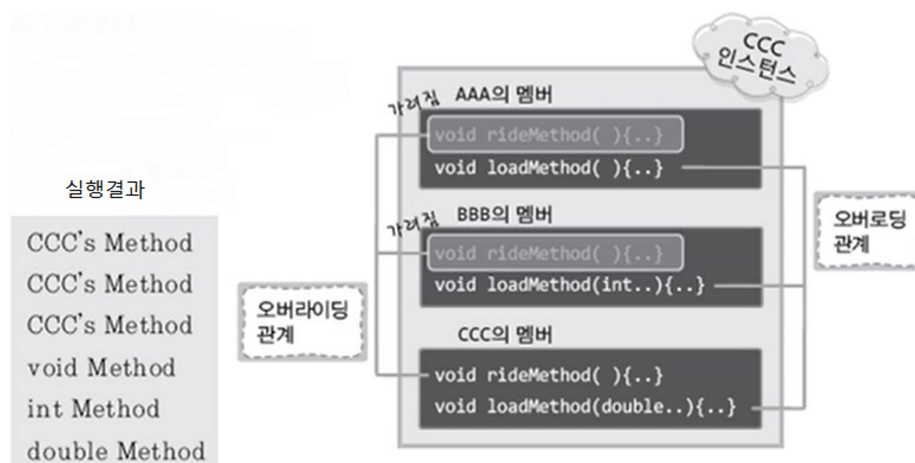 CCC
인스턴스
가려짐
AAA의 멤버
void rideMethod( ){..}
void loadMethod( ){..}
가려짐
BBB의 멤버
void rideMethod( ){..}
void loadMethod(int..){..}
CCC의 멤버
void rideMethod( ){..}
void loadMethod(double..){..}
오버라이딩
관계
오버로딩
관계
실행결과
CCC's Method
CCC's Method
CCC's Method
void Method
int Method
double Method